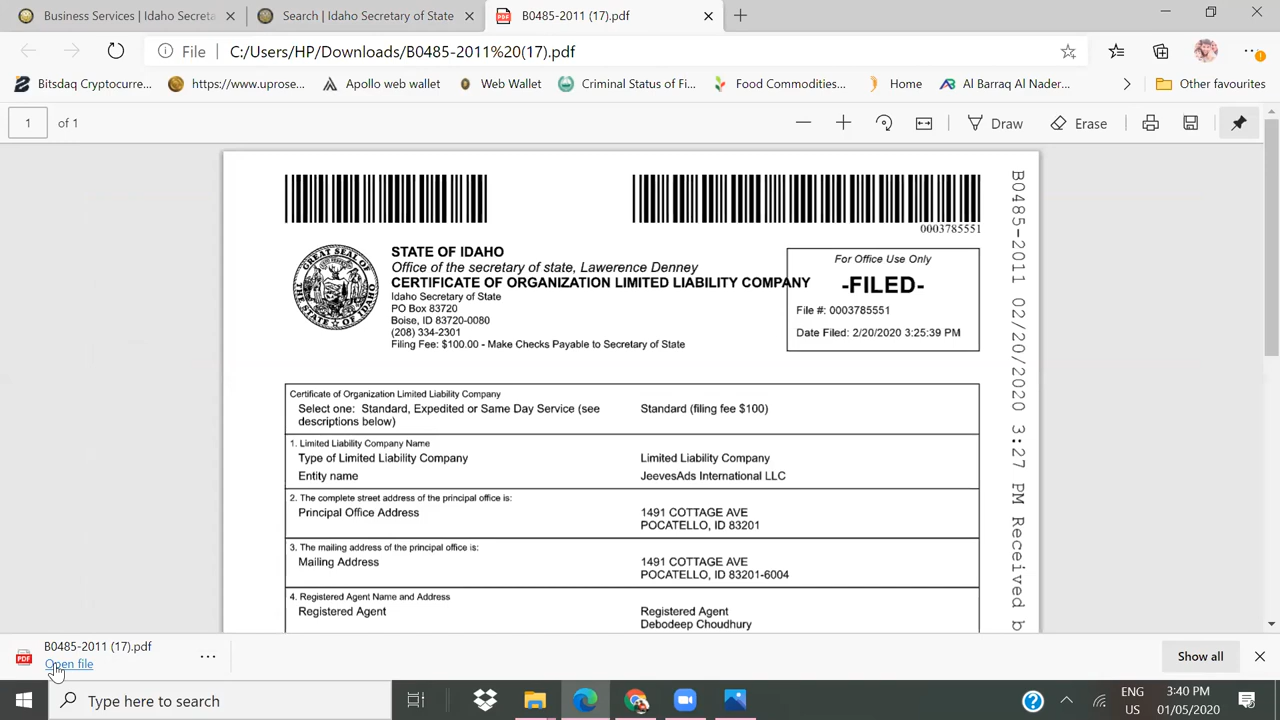 Business Services | Idaho Secreta
Search | Idaho Secretary of State
B0485-2011 (17).pdf
File
C:/Users/HP/Downloads/B0485-2011%20(17).pdf
Bitsdaq Cryptocurre...
https://www.uprose...
Apollo web wallet
Web Wallet
Criminal Status of Fi...
Food Commodities...
Home
Al Barraq Al Nader...
Other favourites
1 of 1
Draw
Erase
0003785551
B0485-2011 02/20/2020 3:27 PM Received b
GREAT SEAL OF
STATE OF IDAHO
Office of the secretary of state, Lawerence Denney
CERTIFICATE OF ORGANIZATION LIMITED LIABILITY COMPANY
Idaho Secretary of State
PO Box 83720
Boise, ID 83720-0080
(208) 334-2301
Filing Fee: $100.00 - Make Checks Payable to Secretary of State
For Office Use Only
-FILED-
File #: 0003785551
Date Filed: 2/20/2020 3:25:39 PM
Certificate of Organization Limited Liability Company
Select one: Standard, Expedited or Same Day Service (see
descriptions below)
Standard (filing fee $100)
1. Limited Liability Company Name
Type of Limited Liability Company
Limited Liability Company
Entity name
JeevesAds International LLC
2. The complete street address of the principal office is:
Principal Office Address
1491 COTTAGE AVE
POCATELLO, ID 83201
3. The mailing address of the principal office is:
Mailing Address
1491 COTTAGE AVE
POCATELLO, ID 83201-6004
4. Registered Agent Name and Address
Registered Agent
Registered Agent
Debodeep Choudhury
PDF
B0485-2011 (17).pdf
Open file
Show all
Type here to search
ENG
US
3:40 PM
01/05/2020